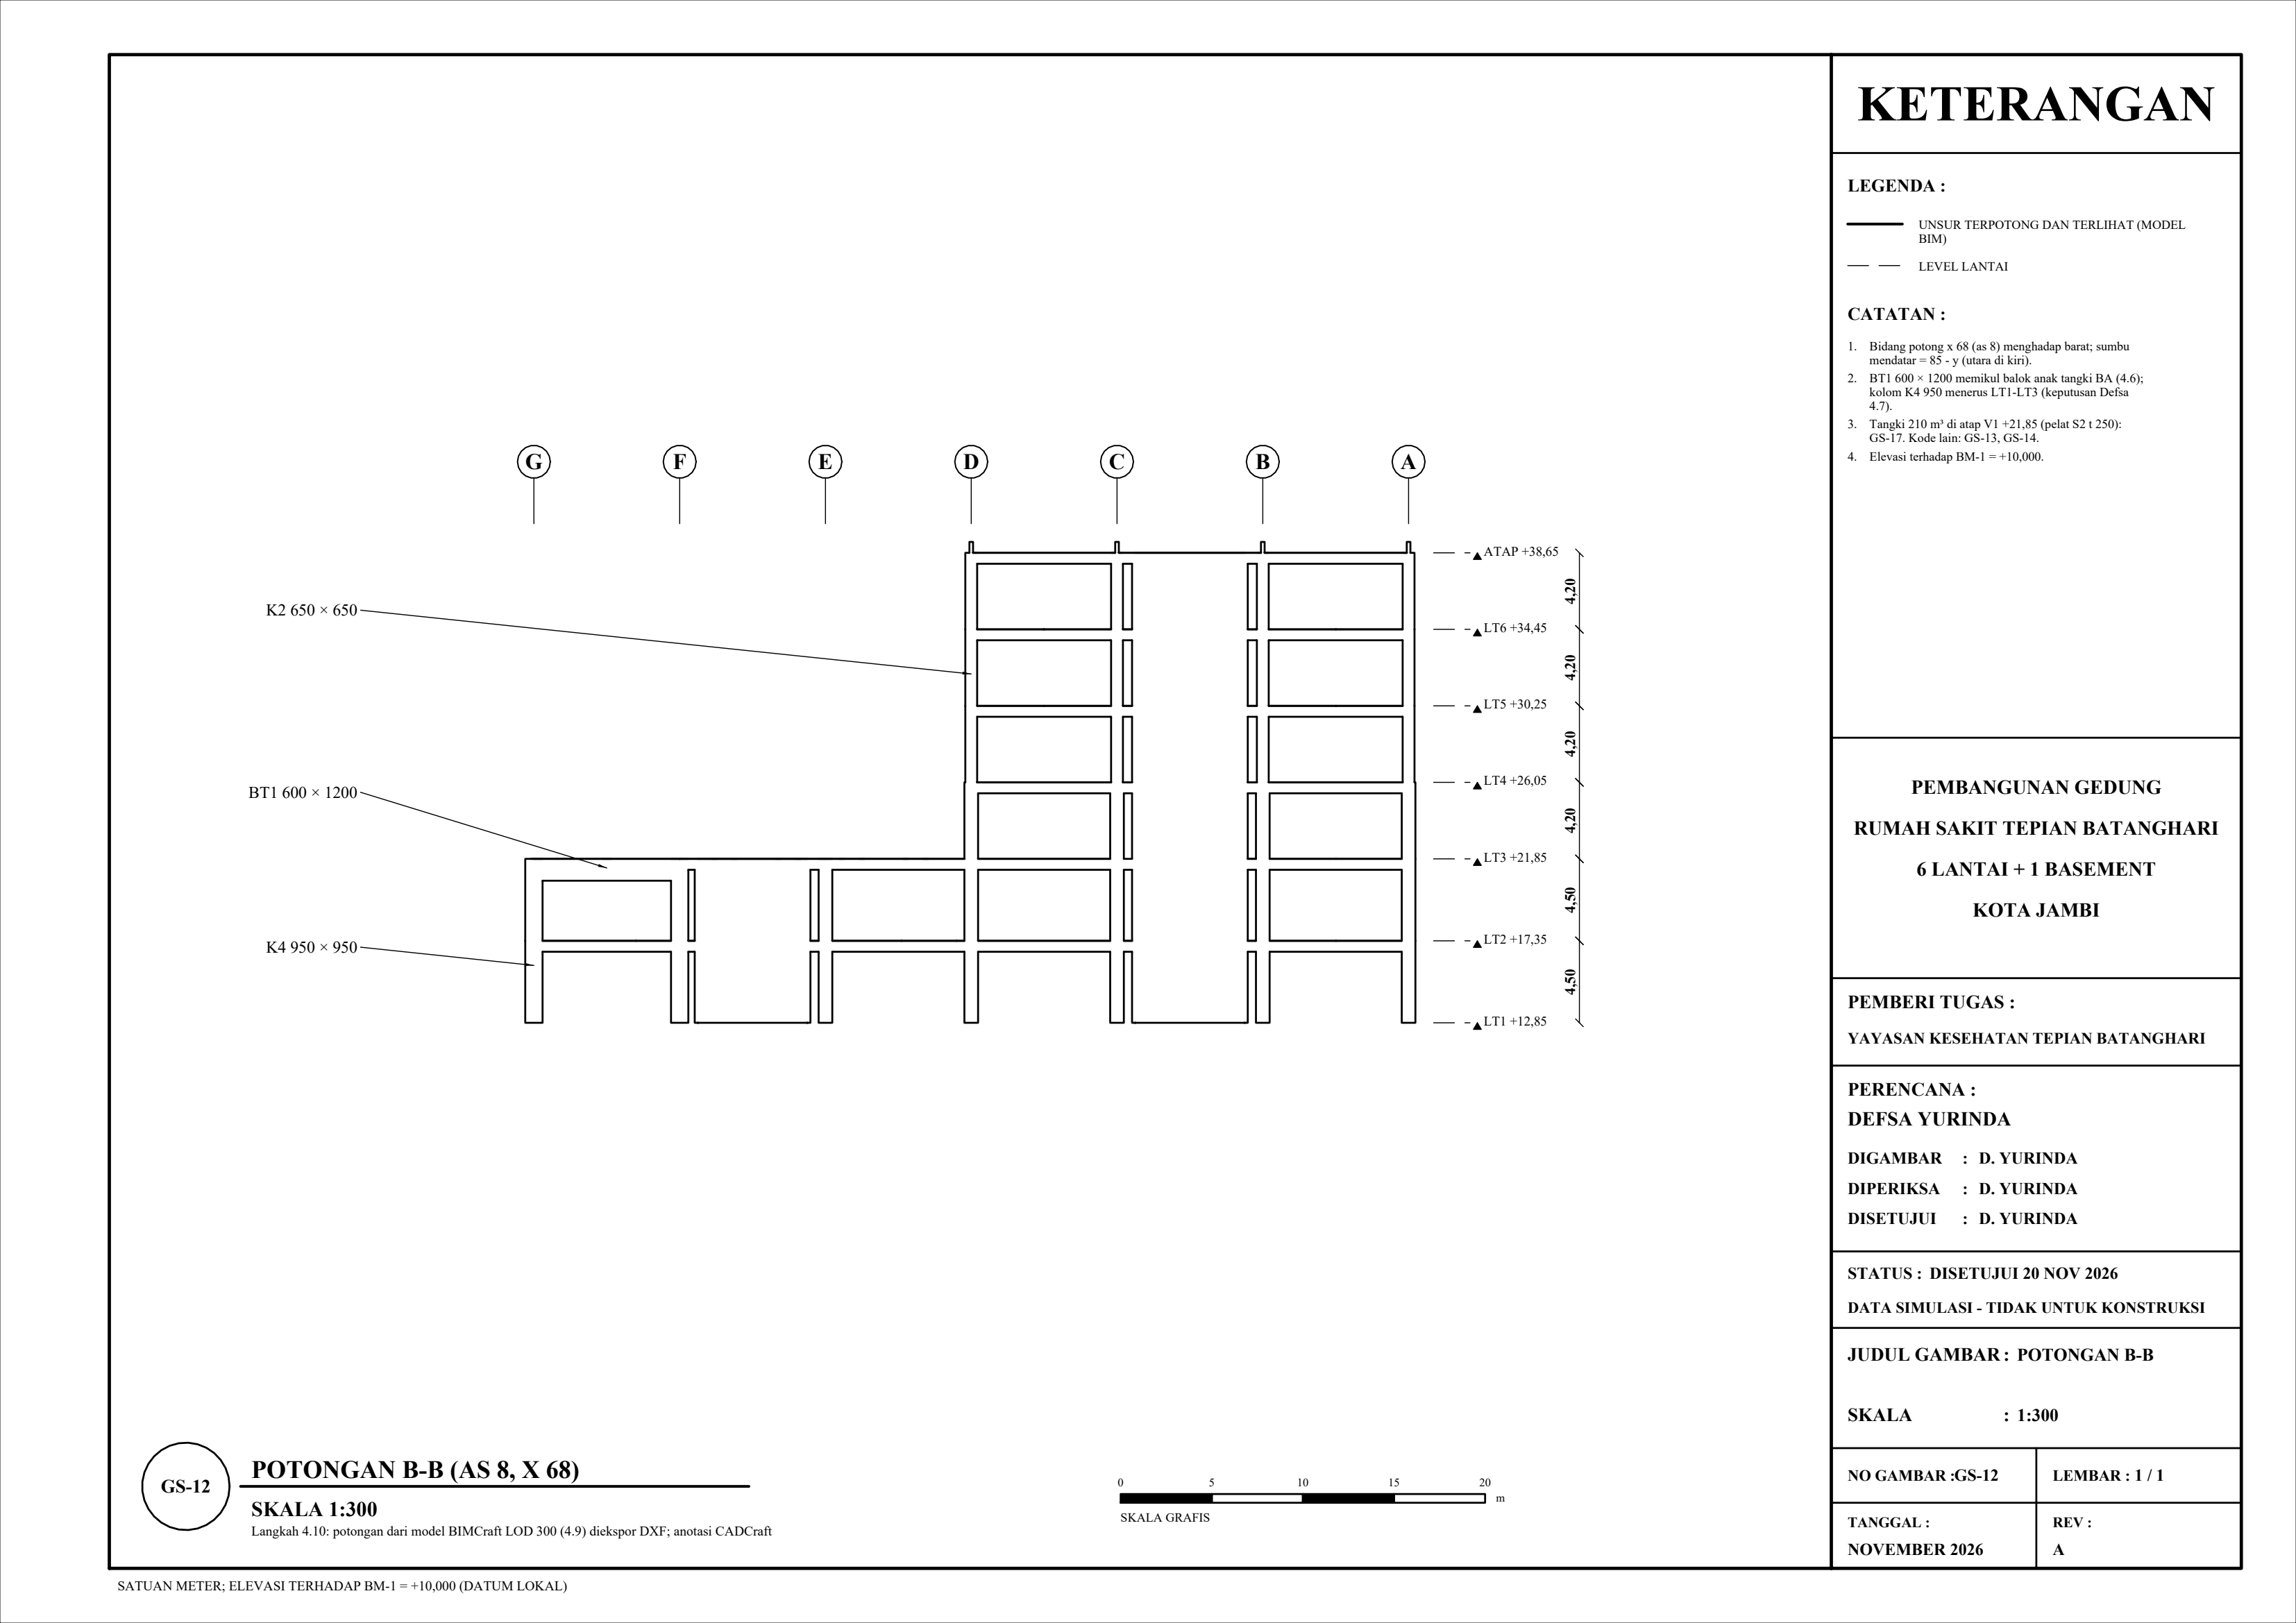 KETERANGAN
LEGENDA :
UNSUR TERPOTONG DAN TERLIHAT (MODEL
BIM)
LEVEL LANTAI
CATATAN :
1. Bidang potong x 68 (as 8) menghadap barat; sumbu
mendatar = 85 - y (utara di kiri).
2. BT1 600 × 1200 memikul balok anak tangki BA (4.6);
kolom K4 950 menerus LT1-LT3 (keputusan Defsa
4.7).
3. Tangki 210 m³ di atap V1 +21,85 (pelat S2 t 250):
GS-17. Kode lain: GS-13, GS-14.
4. Elevasi terhadap BM-1 = +10,000.
G F E D C B A
ATAP +38,65
4,20
K2 650 × 650
LT6 +34,45
4,20
LT5 +30,25
4,20
BT1 600 × 1200
LT4 +26,05
4,20
LT3 +21,85
4,50
K4 950 × 950
LT2 +17,35
4,50
LT1 +12,85
PEMBANGUNAN GEDUNG
RUMAH SAKIT TEPIAN BATANGHARI
6 LANTAI + 1 BASEMENT
KOTA JAMBI
PEMBERI TUGAS :
YAYASAN KESEHATAN TEPIAN BATANGHARI
PERENCANA :
DEFSA YURINDA
DIGAMBAR : D. YURINDA
DIPERIKSA : D. YURINDA
DISETUJUI : D. YURINDA
STATUS : DISETUJUI 20 NOV 2026
DATA SIMULASI - TIDAK UNTUK KONSTRUKSI
JUDUL GAMBAR : POTONGAN B-B
SKALA : 1:300
NO GAMBAR :GS-12
LEMBAR : 1 / 1
TANGGAL :
NOVEMBER 2026
REV :
A
GS-12
POTONGAN B-B (AS 8, X 68)
SKALA 1:300
Langkah 4.10: potongan dari model BIMCraft LOD 300 (4.9) diekspor DXF; anotasi CADCraft
0 5 10 15 20
m
SKALA GRAFIS
SATUAN METER; ELEVASI TERHADAP BM-1 = +10,000 (DATUM LOKAL)